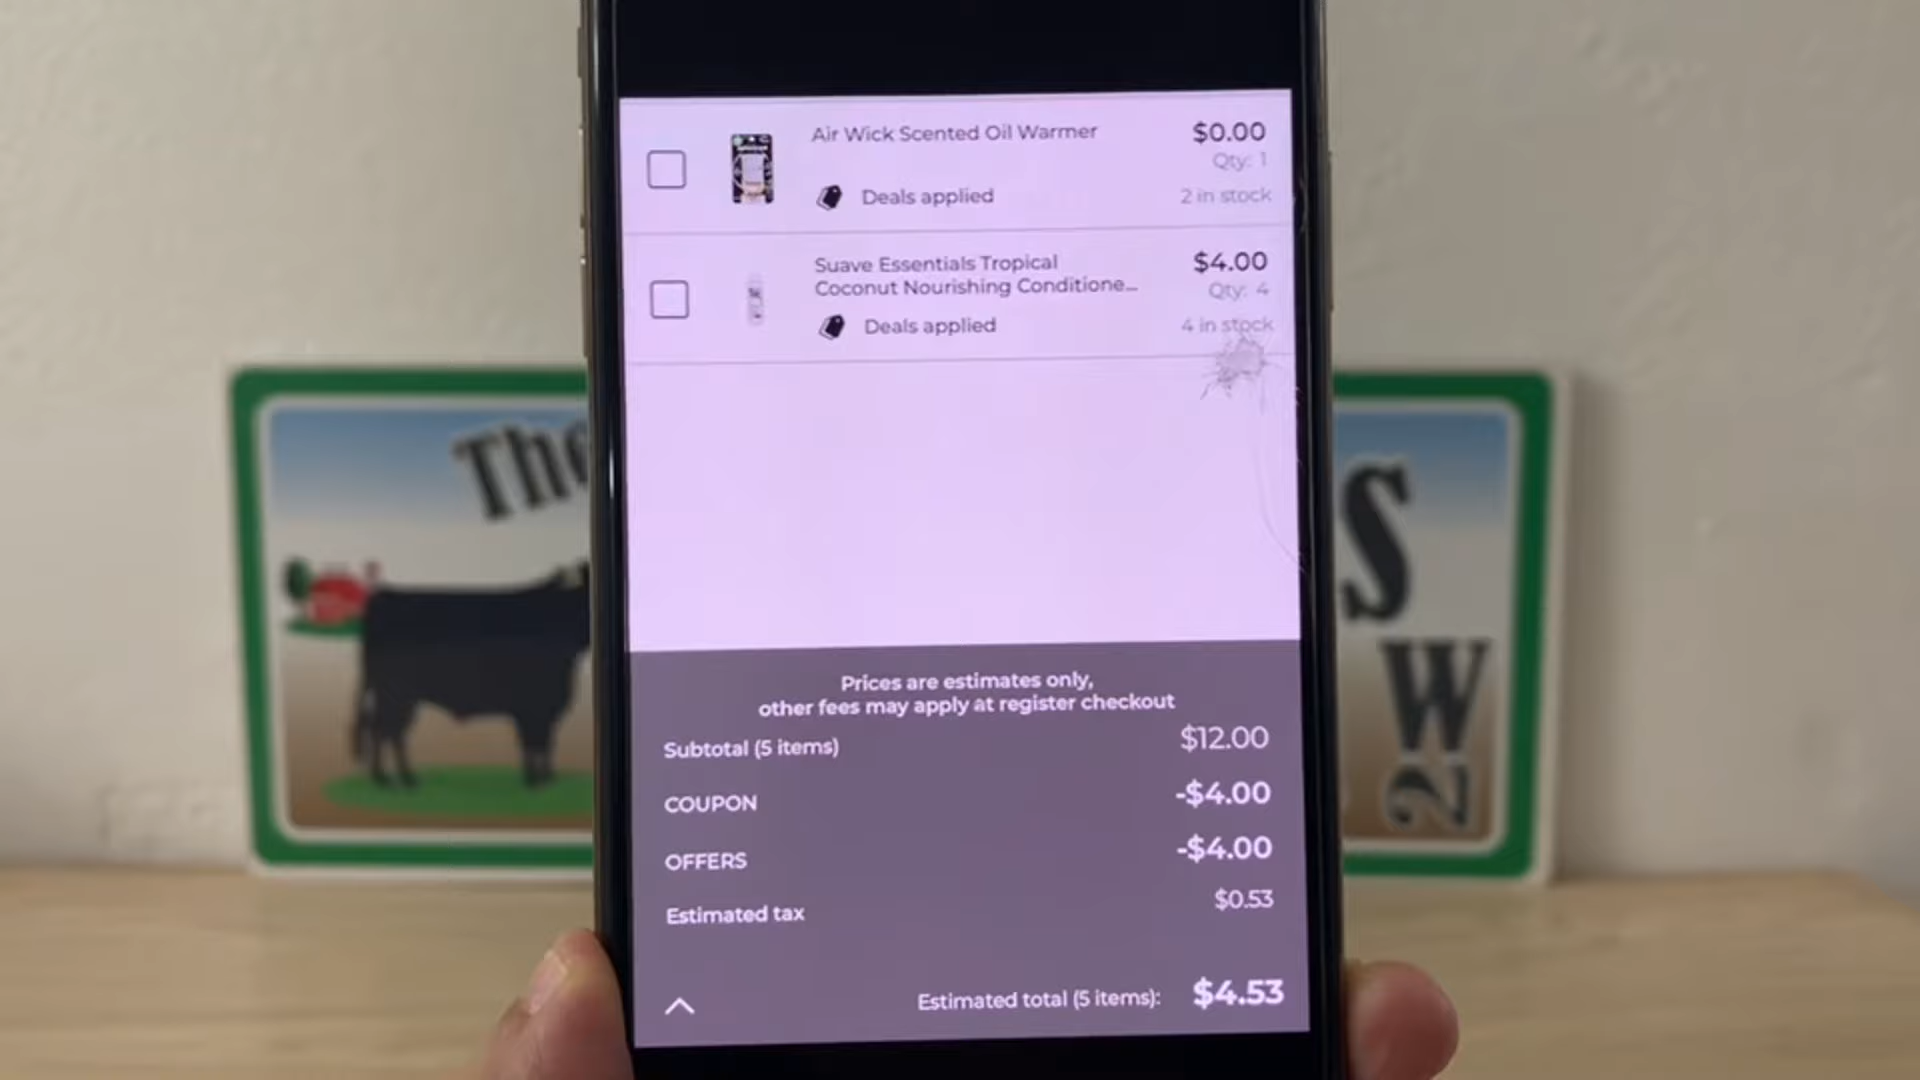 Air Wick Scented Oil Warmer
$0.00
Qty: 1
Deals applied
2 in stock
Suave Essentials Tropical
$4.00
Coconut Nourishing Conditione...
Qty: 4
Deals applied
4 in stock
The
S
W
Prices are estimates only,
other fees may apply at register checkout
Subtotal (5 items)
$12.00
COUPON
-$4.00
OFFERS
-$4.00
Estimated tax
$0.53
Estimated total (5 items):
$4.53